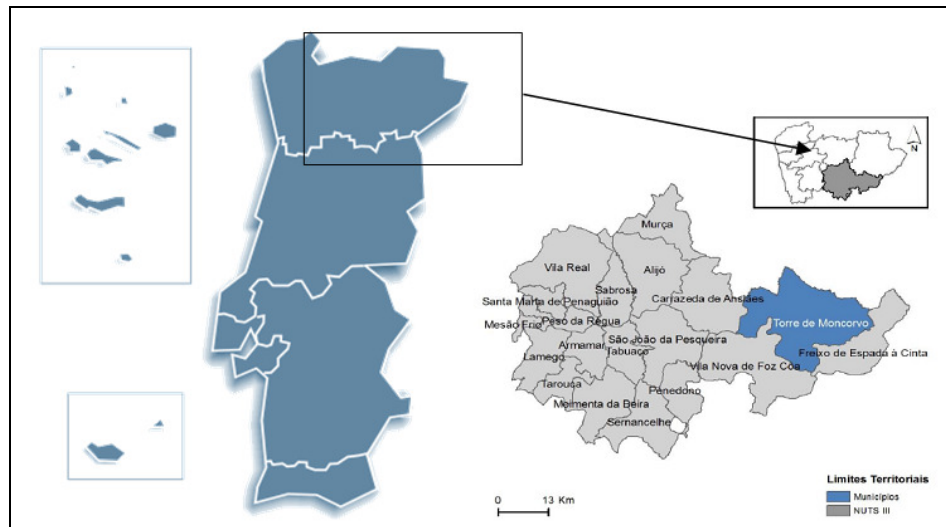 N
Murça
Vila Real
Alijó
Sabrosa
Carrazeda de Ansiães
Santa Marta de Penaguião
Mesão Frio
Peso da Régua
Torre de Moncorvo
São João da Pesqueira
Armamar
Tabuaço
Lamego
Freixo de Espada à Cinta
Vila Nova de Foz Côa
Tarouca
Penedono
Moimenta da Beira
Sernancelhe
Limites Territoriais
Municípios
NUTS III
0 13 Km